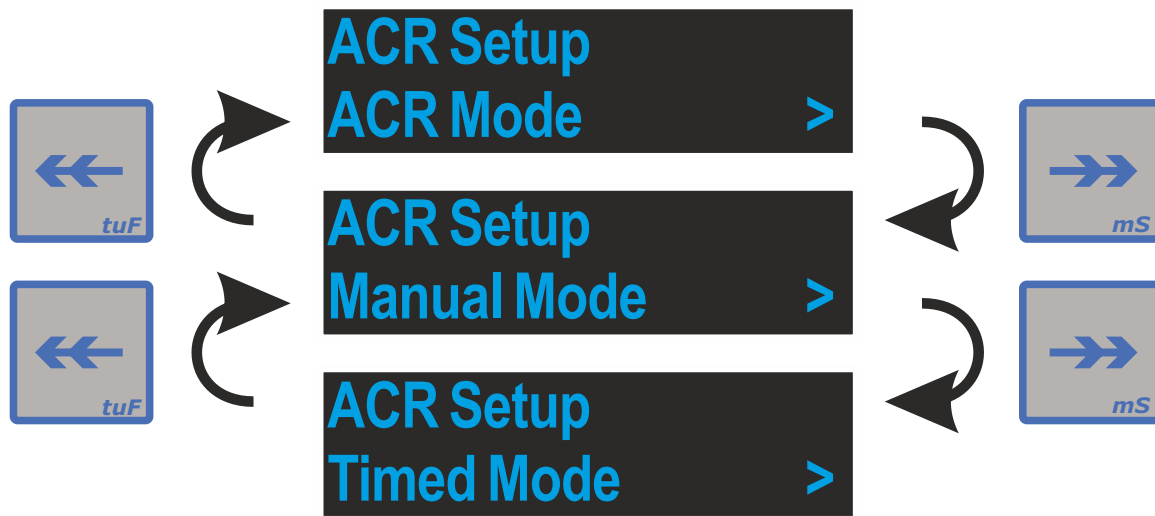 ACR Setup
ACR Mode >
tuF
mS
ACR Setup
Manual Mode >
tuF
mS
ACR Setup
Timed Mode >